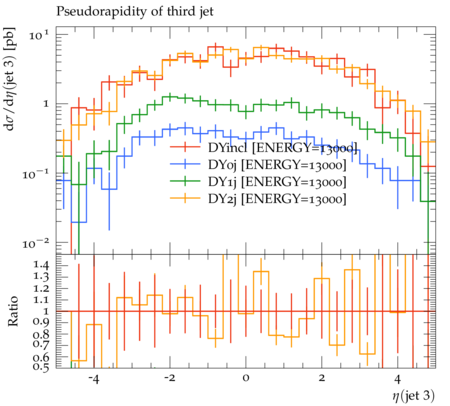 Pseudorapidity of third jet
dσ/dη(jet 3) [pb]
10¹
1
10⁻¹
10⁻²
DYincl [ENERGY=13000]
DY0j [ENERGY=13000]
DY1j [ENERGY=13000]
DY2j [ENERGY=13000]
Ratio
1.4
1.3
1.2
1.1
1
0.9
0.8
0.7
0.6
0.5
-4 -2 0 2 4
η(jet 3)